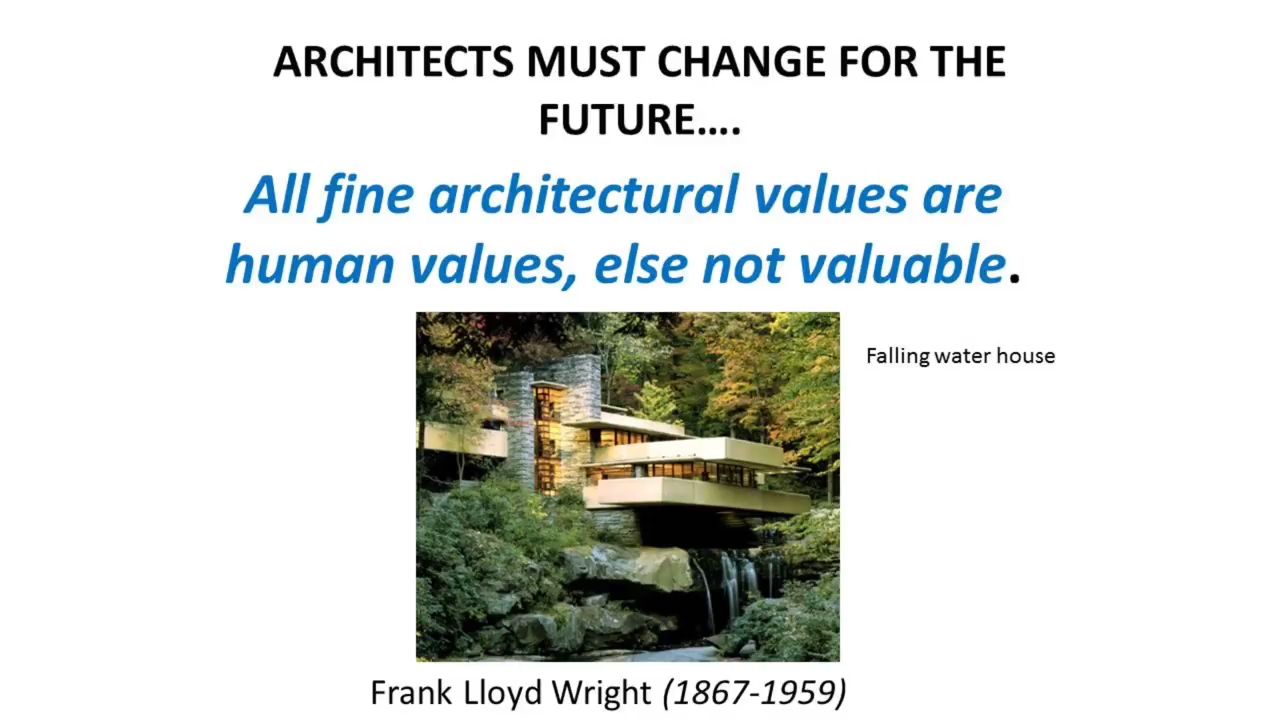 ARCHITECTS MUST CHANGE FOR THE
FUTURE....
All fine architectural values are
human values, else not valuable.
Falling water house
Frank Lloyd Wright (1867-1959)